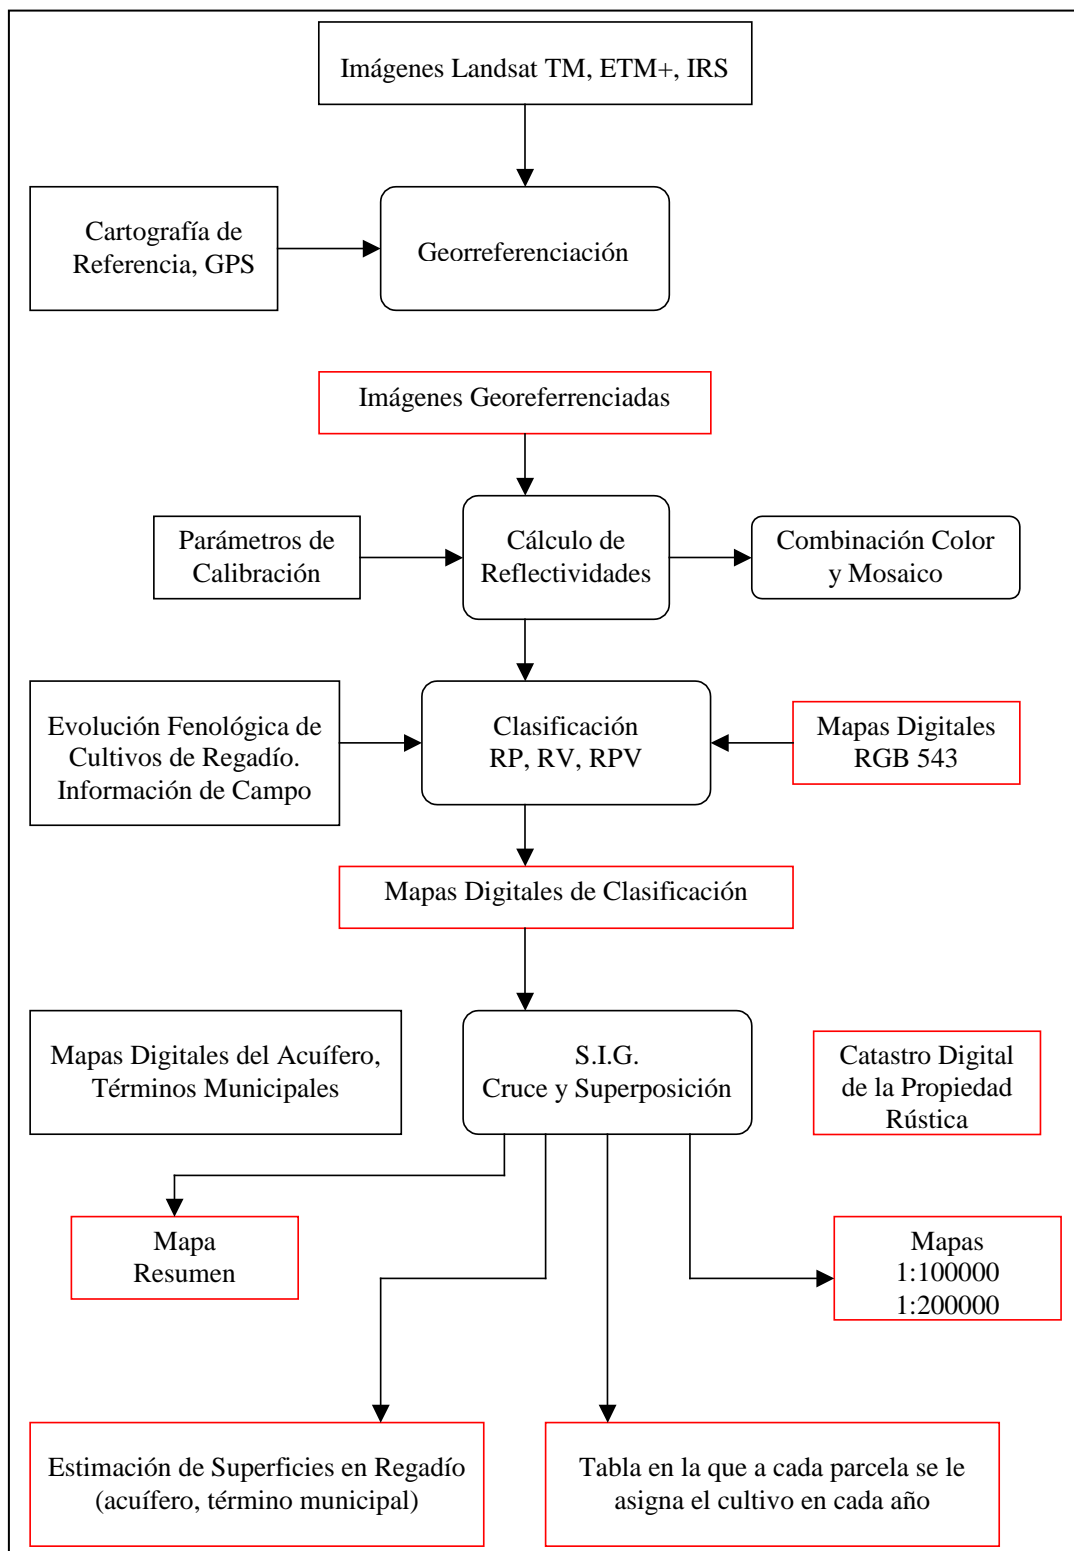 Imágenes Landsat TM, ETM+, IRS
Cartografía de
Referencia, GPS
Georreferenciación
Imágenes Georeferrenciadas
Parámetros de
Calibración
Cálculo de
Reflectividades
Combinación Color
y Mosaico
Evolución Fenológica de
Cultivos de Regadío.
Información de Campo
Clasificación
RP, RV, RPV
Mapas Digitales
RGB 543
Mapas Digitales de Clasificación
Mapas Digitales del Acuífero,
Términos Municipales
S.I.G.
Cruce y Superposición
Catastro Digital
de la Propiedad
Rústica
Mapa
Resumen
Mapas
1:100000
1:200000
Estimación de Superficies en Regadío
(acuífero, término municipal)
Tabla en la que a cada parcela se le
asigna el cultivo en cada año